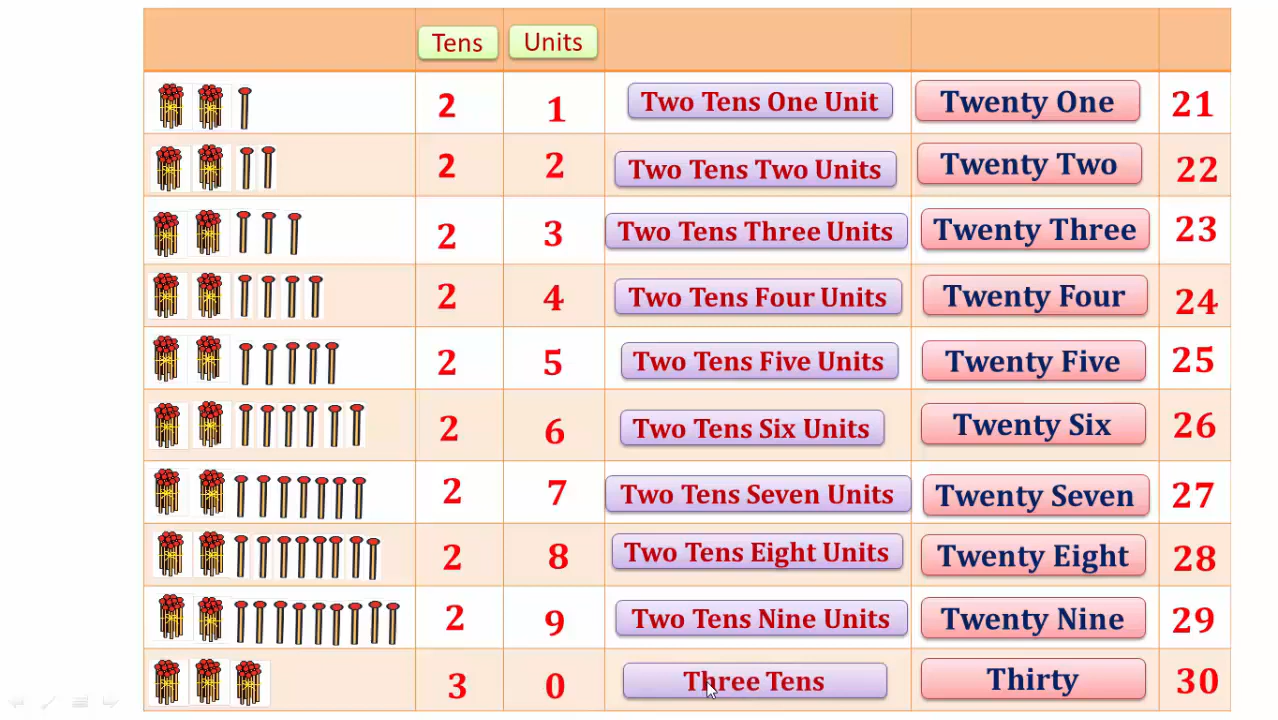 Tens Units
2 1 Two Tens One Unit Twenty One 21
2 2 Two Tens Two Units Twenty Two 22
2 3 Two Tens Three Units Twenty Three 23
2 4 Two Tens Four Units Twenty Four 24
2 5 Two Tens Five Units Twenty Five 25
2 6 Two Tens Six Units Twenty Six 26
2 7 Two Tens Seven Units Twenty Seven 27
2 8 Two Tens Eight Units Twenty Eight 28
2 9 Two Tens Nine Units Twenty Nine 29
3 0 Three Tens Thirty 30